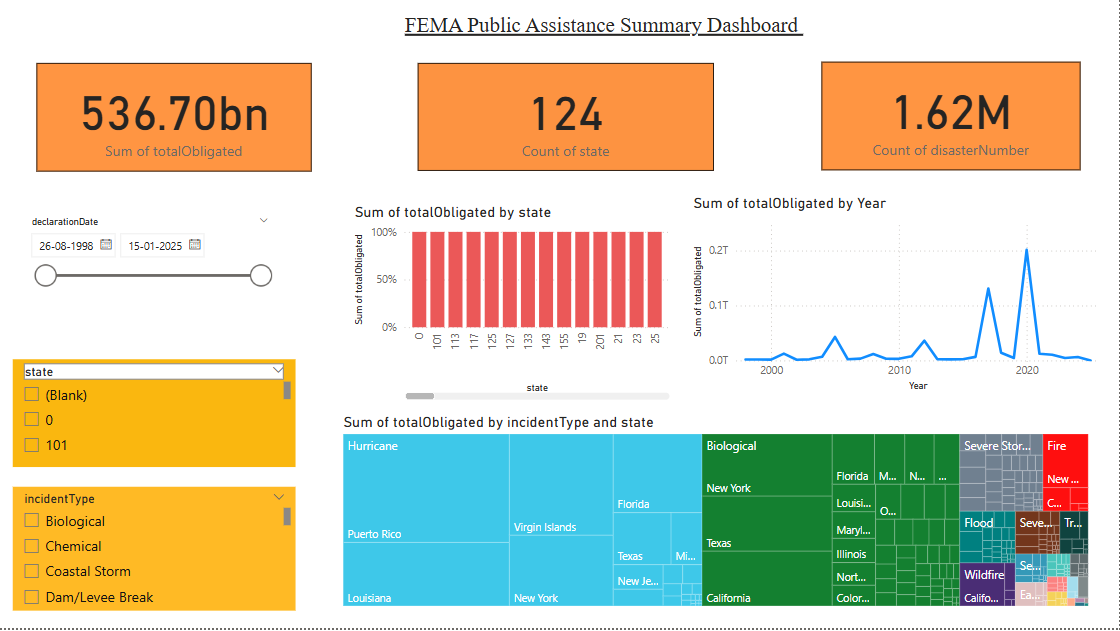 FEMA Public Assistance Summary Dashboard
536.70bn
Sum of totalObligated
124
Count of state
1.62M
Count of disasterNumber
declarationDate
26-08-1998 15-01-2025
state
(Blank)
0
101
incidentType
Biological
Chemical
Coastal Storm
Dam/Levee Break
Sum of totalObligated by state
Sum of totalObligated
100%
50%
0%
0 101 113 117 125 127 133 143 155 19 201 21 23 25
state
Sum of totalObligated by Year
Sum of totalObligated
0.2T
0.1T
0.0T
2000 2010 2020
Year
Sum of totalObligated by incidentType and state
Hurricane
Puerto Rico
Louisiana
Virgin Islands
New York
Florida
Texas
Mi...
New Je...
Biological
New York
Texas
California
Florida
M...
N...
...
Louisi...
O...
Maryl...
Illinois
Nort...
Color...
Severe Stor...
Fire
New ...
C...
Flood
Seve...
Tr...
Wildfire
Califo...
Se...
Ea...